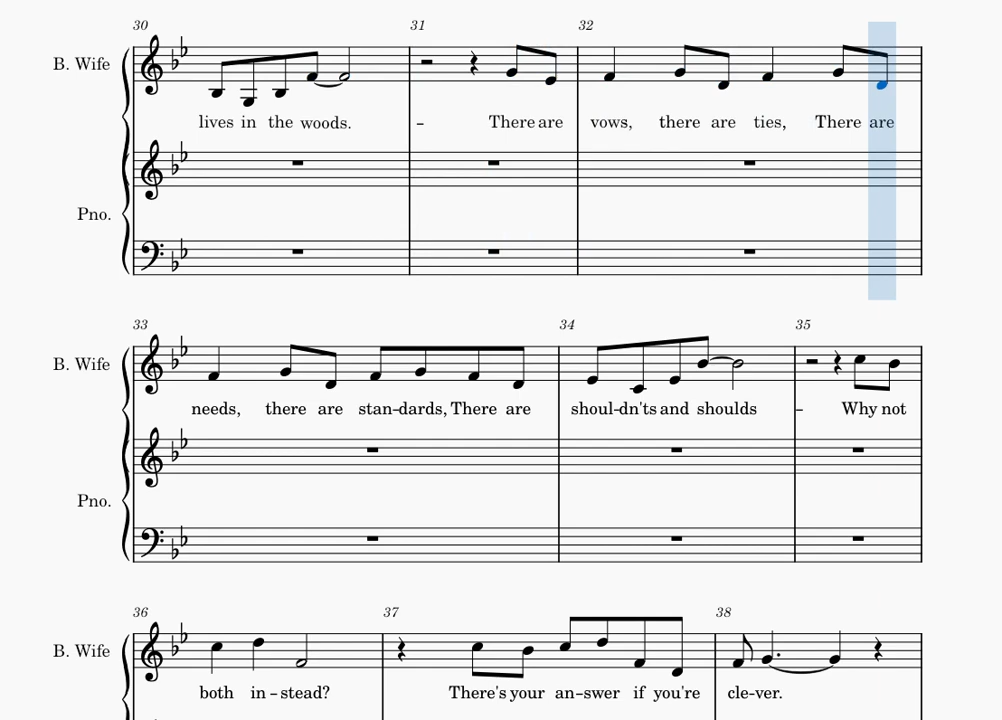 30 31 32
B. Wife
lives in the woods. – There are vows, there are ties, There are
Pno.
33 34 35
B. Wife
needs, there are stan–dards, There are shoul–dn'ts and shoulds – Why not
Pno.
36 37 38
B. Wife
both in–stead? There's your an–swer if you're cle–ver.